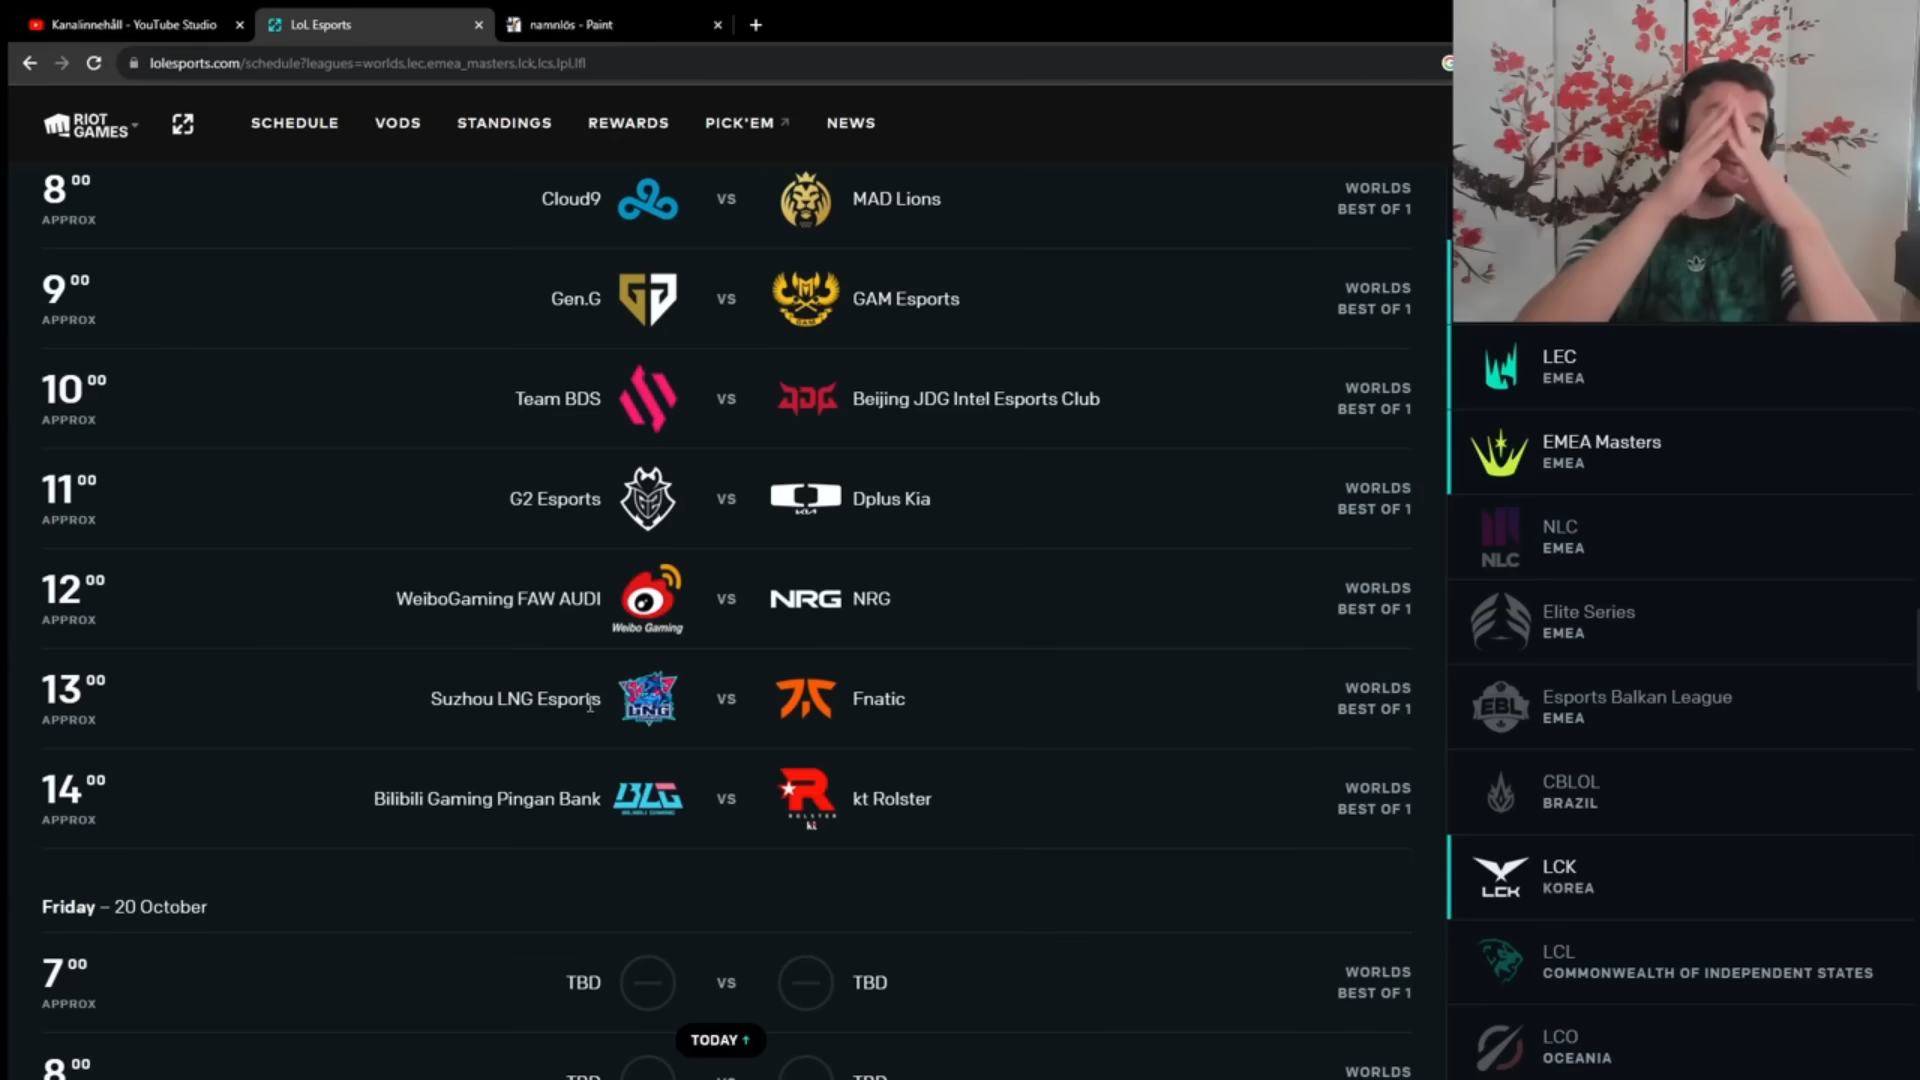 Kanalinnehåll - YouTube Studio
LoL Esports
namnlös - Paint
lolesports.com/schedule?leagues=worlds,lec,emea_masters,lck,lcs,lpl,lfl
RIOT GAMES
SCHEDULE
VODS
STANDINGS
REWARDS
PICK'EM
NEWS
8 00
APPROX
Cloud9
VS
MAD Lions
WORLDS
BEST OF 1
9 00
APPROX
Gen.G
VS
GAM Esports
WORLDS
BEST OF 1
10 00
APPROX
Team BDS
VS
Beijing JDG Intel Esports Club
WORLDS
BEST OF 1
11 00
APPROX
G2 Esports
VS
KIA
Dplus Kia
WORLDS
BEST OF 1
12 00
APPROX
WeiboGaming FAW AUDI
Weibo Gaming
VS
NRG
NRG
WORLDS
BEST OF 1
13 00
APPROX
Suzhou LNG Esports
LNG
VS
Fnatic
WORLDS
BEST OF 1
14 00
APPROX
Bilibili Gaming Pingan Bank
BLG
BILIBILI GAMING
VS
ROLSTER
kt
kt Rolster
WORLDS
BEST OF 1
Friday – 20 October
7 00
APPROX
TBD
VS
TBD
WORLDS
BEST OF 1
TODAY ↑
8 00
TBD
VS
TBD
WORLDS
LEC
EMEA
EMEA Masters
EMEA
NLC
NLC
EMEA
Elite Series
EMEA
EBL
Esports Balkan League
EMEA
CBLOL
BRAZIL
LCK
LCK
KOREA
LCL
COMMONWEALTH OF INDEPENDENT STATES
LCO
OCEANIA